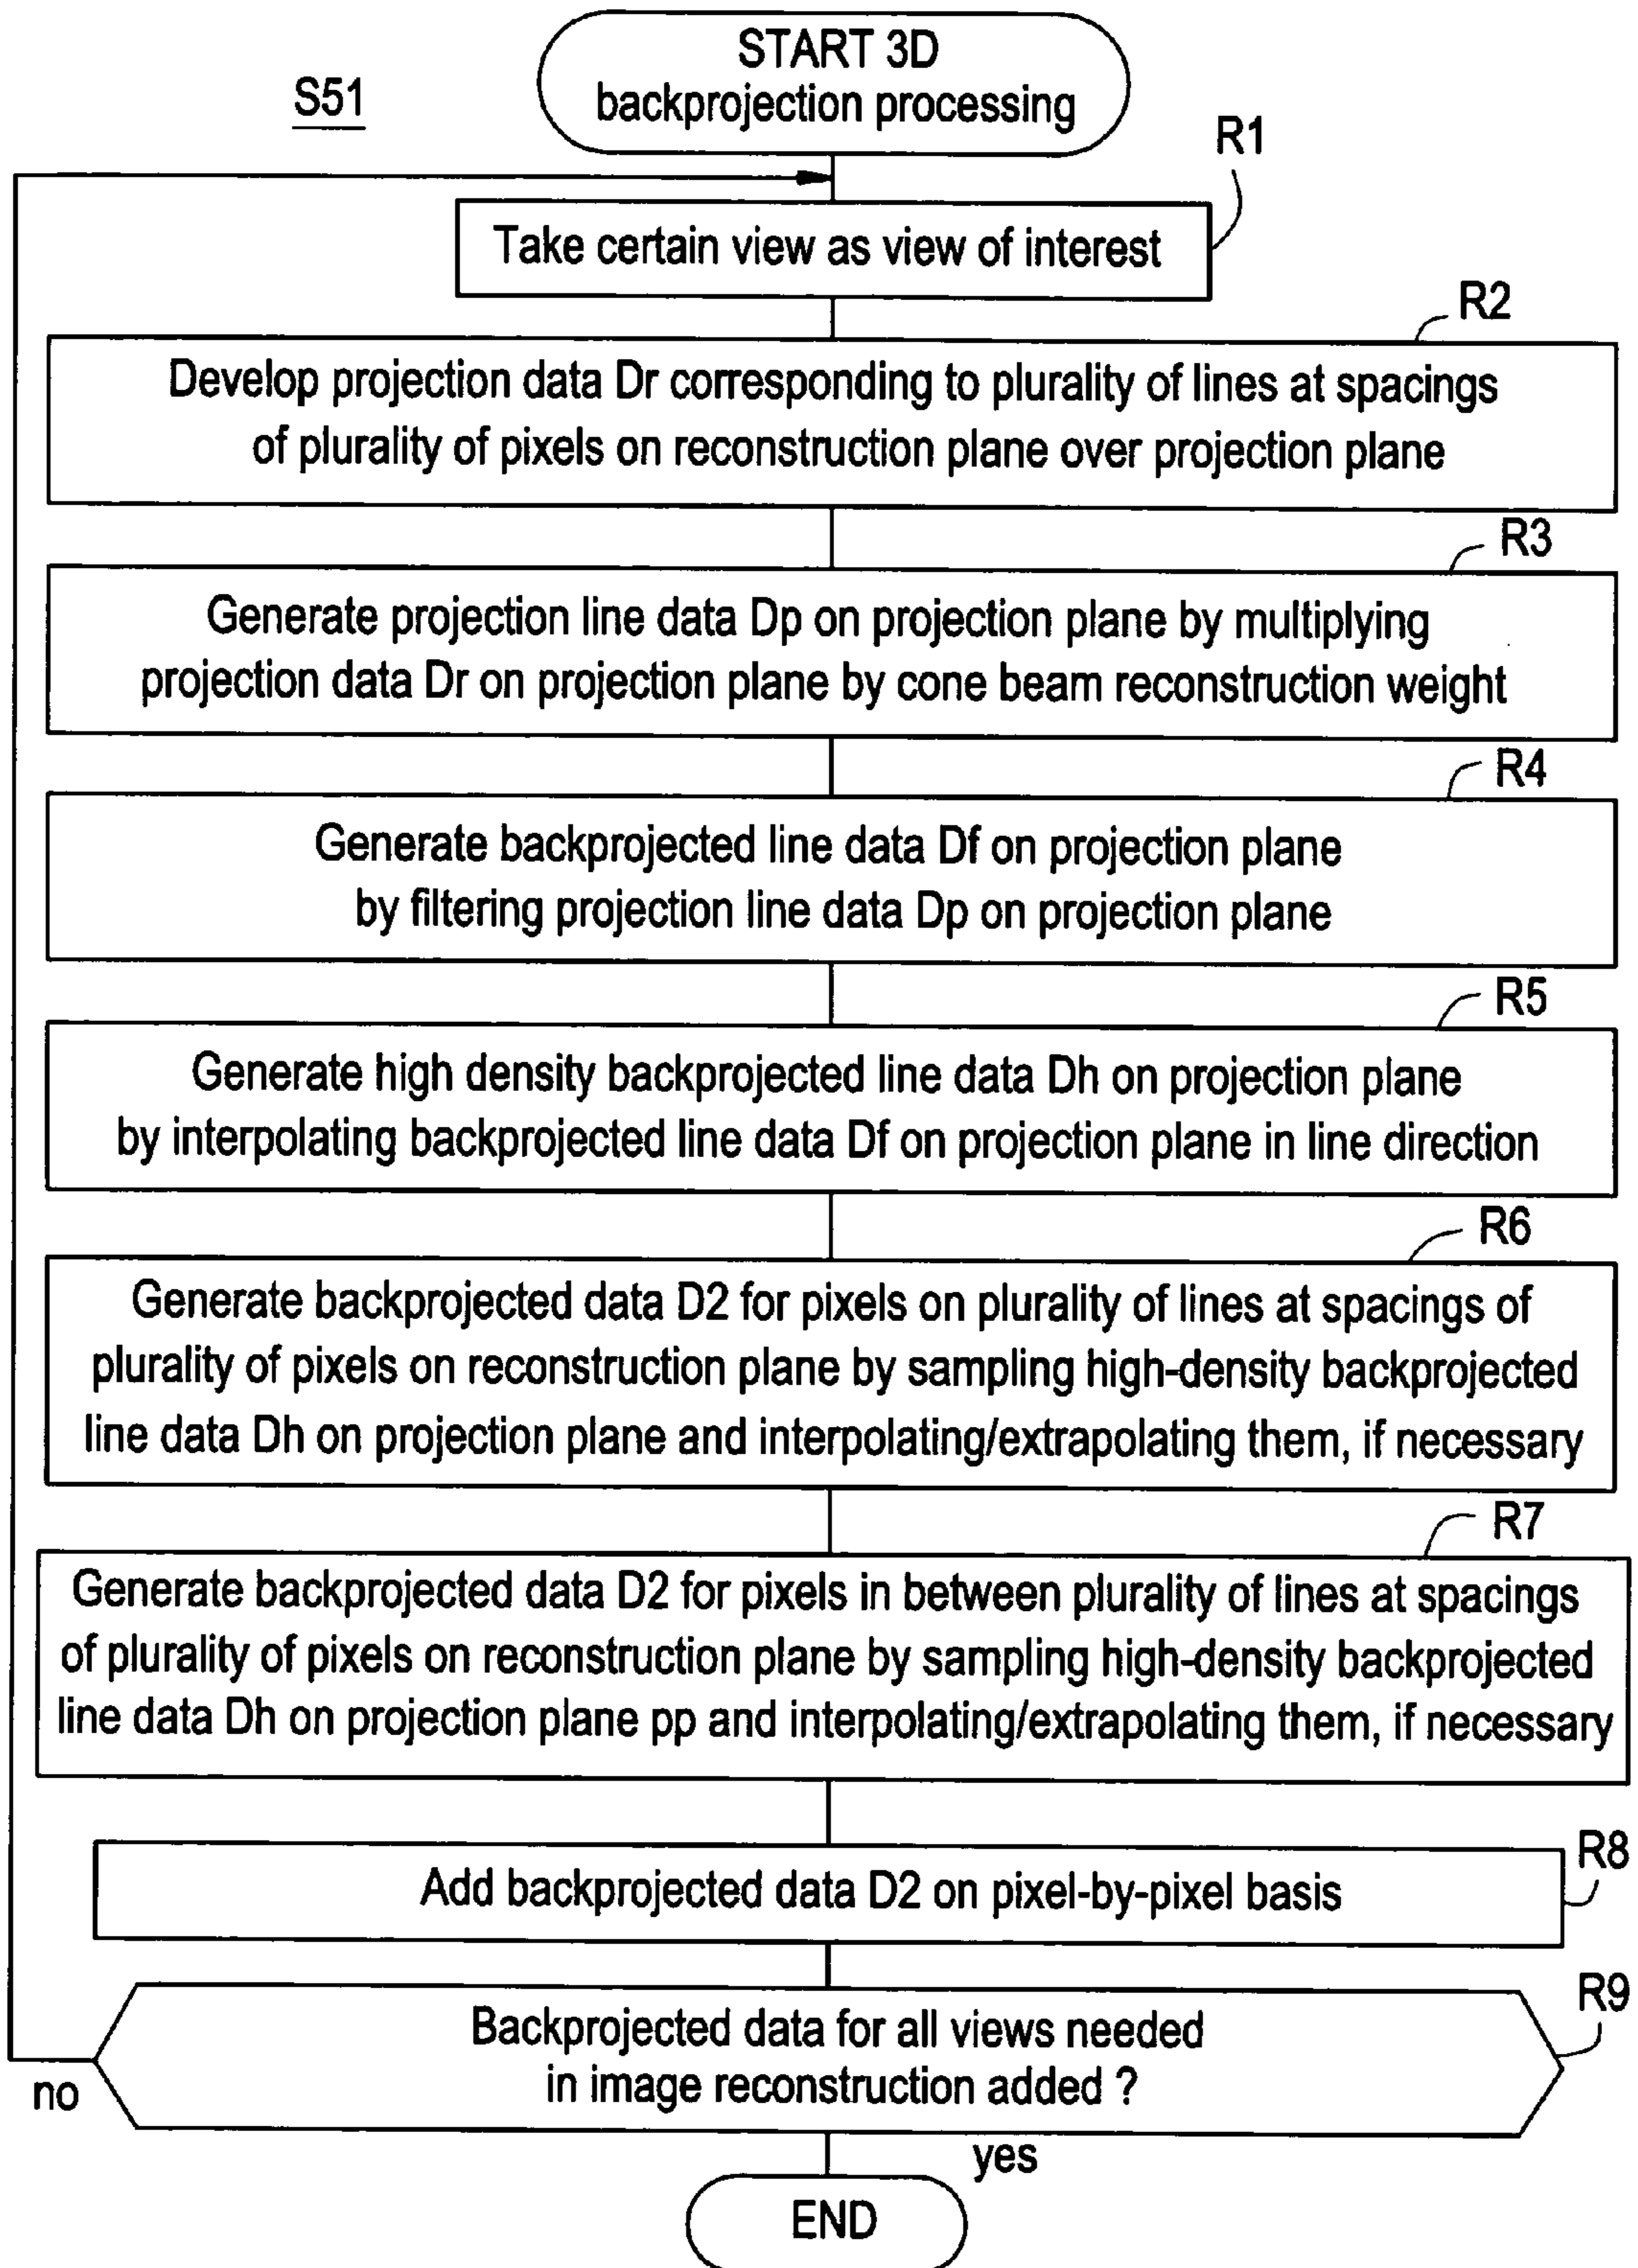 START 3D
backprojection processing
S51
R1
Take certain view as view of interest
R2
Develop projection data Dr corresponding to plurality of lines at spacings
of plurality of pixels on reconstruction plane over projection plane
R3
Generate projection line data Dp on projection plane by multiplying
projection data Dr on projection plane by cone beam reconstruction weight
R4
Generate backprojected line data Df on projection plane
by filtering projection line data Dp on projection plane
R5
Generate high density backprojected line data Dh on projection plane
by interpolating backprojected line data Df on projection plane in line direction
R6
Generate backprojected data D2 for pixels on plurality of lines at spacings of
plurality of pixels on reconstruction plane by sampling high-density backprojected
line data Dh on projection plane and interpolating/extrapolating them, if necessary
R7
Generate backprojected data D2 for pixels in between plurality of lines at spacings
of plurality of pixels on reconstruction plane by sampling high-density backprojected
line data Dh on projection plane pp and interpolating/extrapolating them, if necessary
R8
Add backprojected data D2 on pixel-by-pixel basis
R9
Backprojected data for all views needed
in image reconstruction added ?
no
yes
END